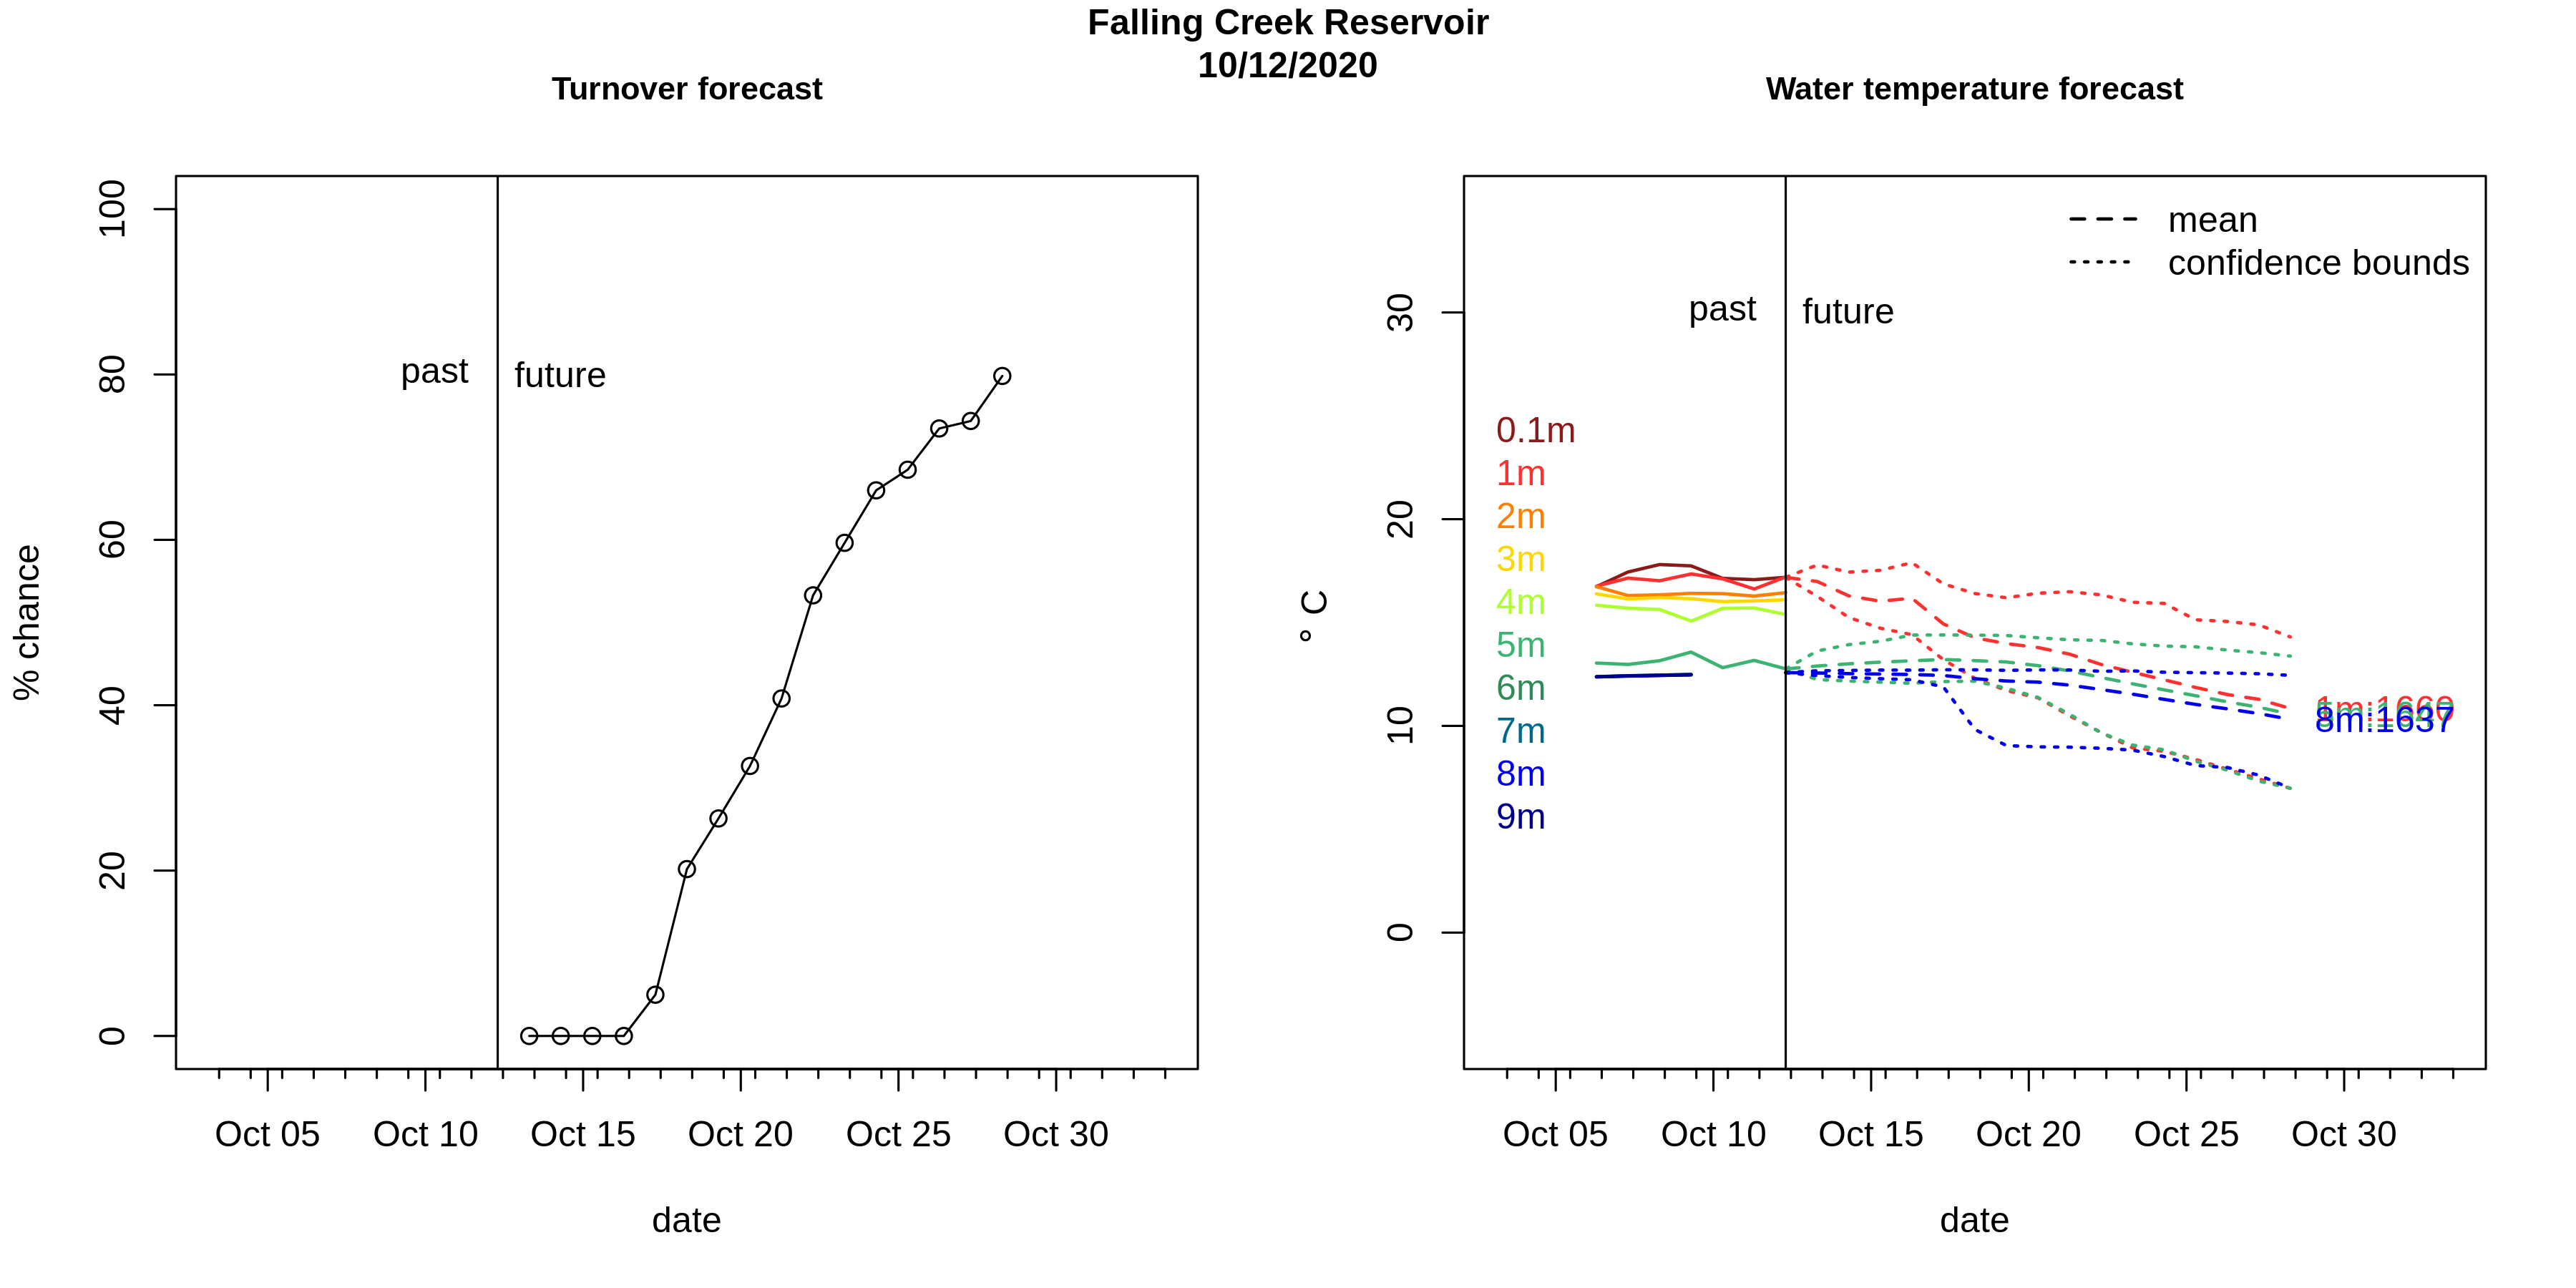 Falling Creek Reservoir
10/12/2020
Turnover forecast
% chance
100
80
60
40
20
0
past
future
Oct 05
Oct 10
Oct 15
Oct 20
Oct 25
Oct 30
date
Water temperature forecast
° C
30
20
10
0
past
future
mean
confidence bounds
0.1m
1m
2m
3m
4m
5m
6m
7m
8m
9m
Oct 05
Oct 10
Oct 15
Oct 20
Oct 25
Oct 30
date